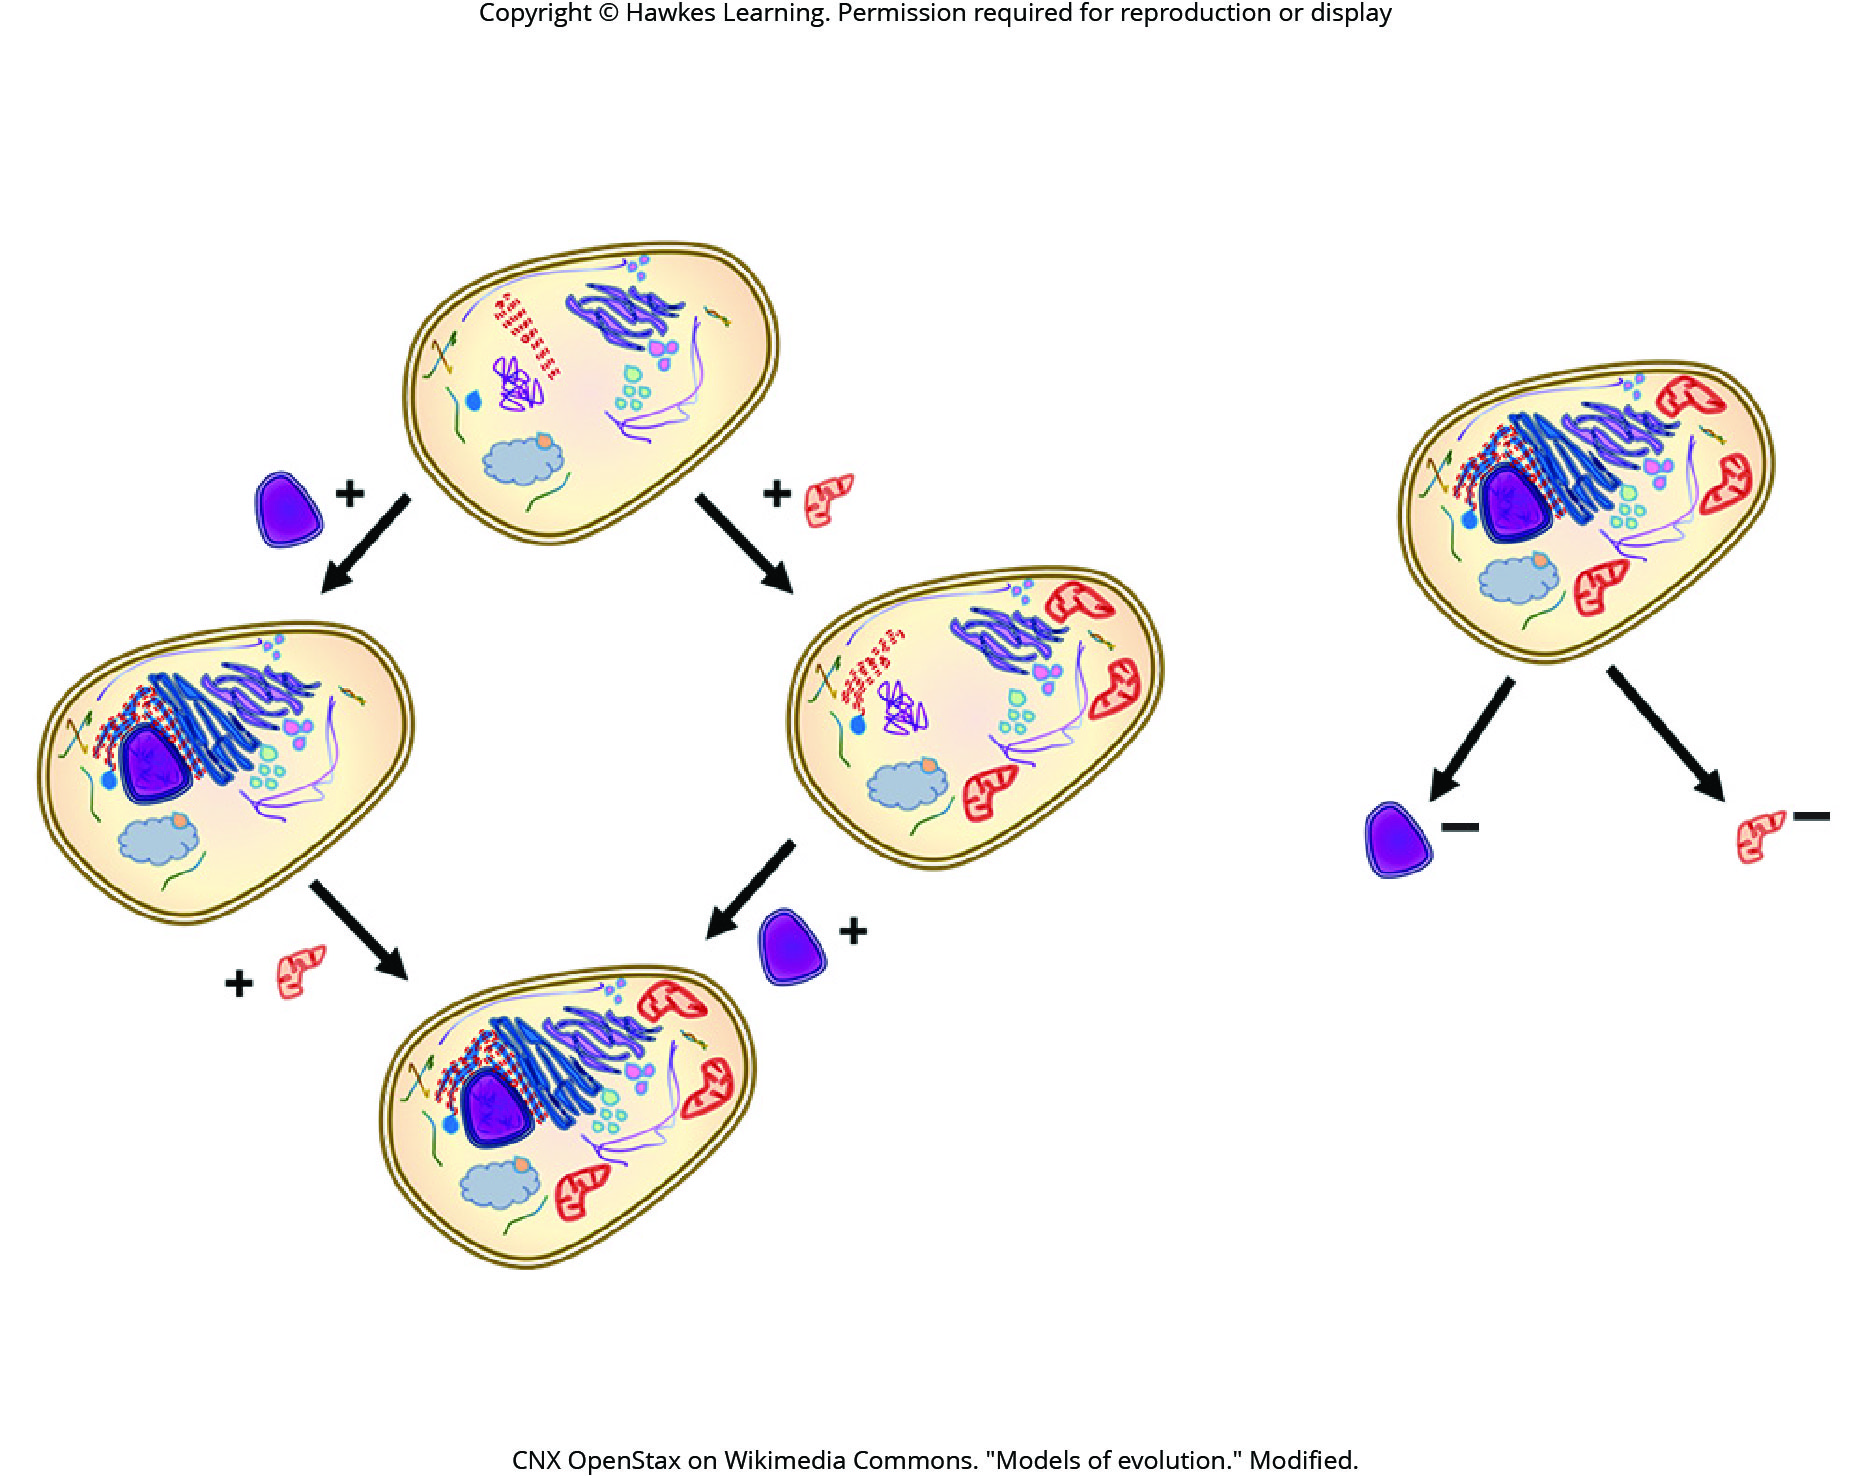 Copyright © Hawkes Learning. Permission required for reproduction or display
+
+
+
+
CNX OpenStax on Wikimedia Commons. "Models of evolution." Modified.